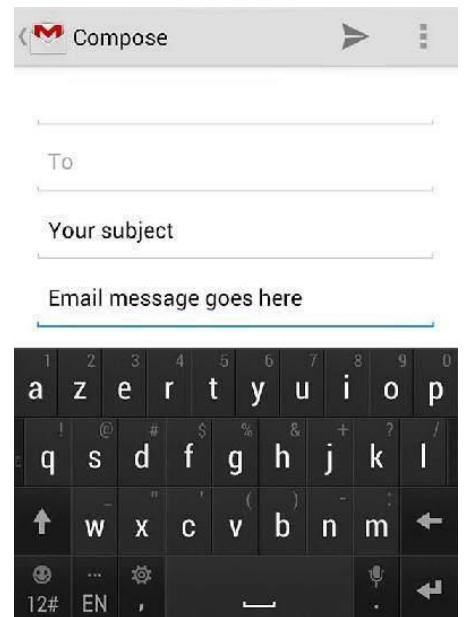 Compose
To
Your subject
Email message goes here
1 2 3 4 5 6 7 8 9 0
a z e r t y u i o p
! @ # $ % & + ? /
q s d f g h j k l
_ " ' ( ) - :
w x c v b n m
12# EN , .